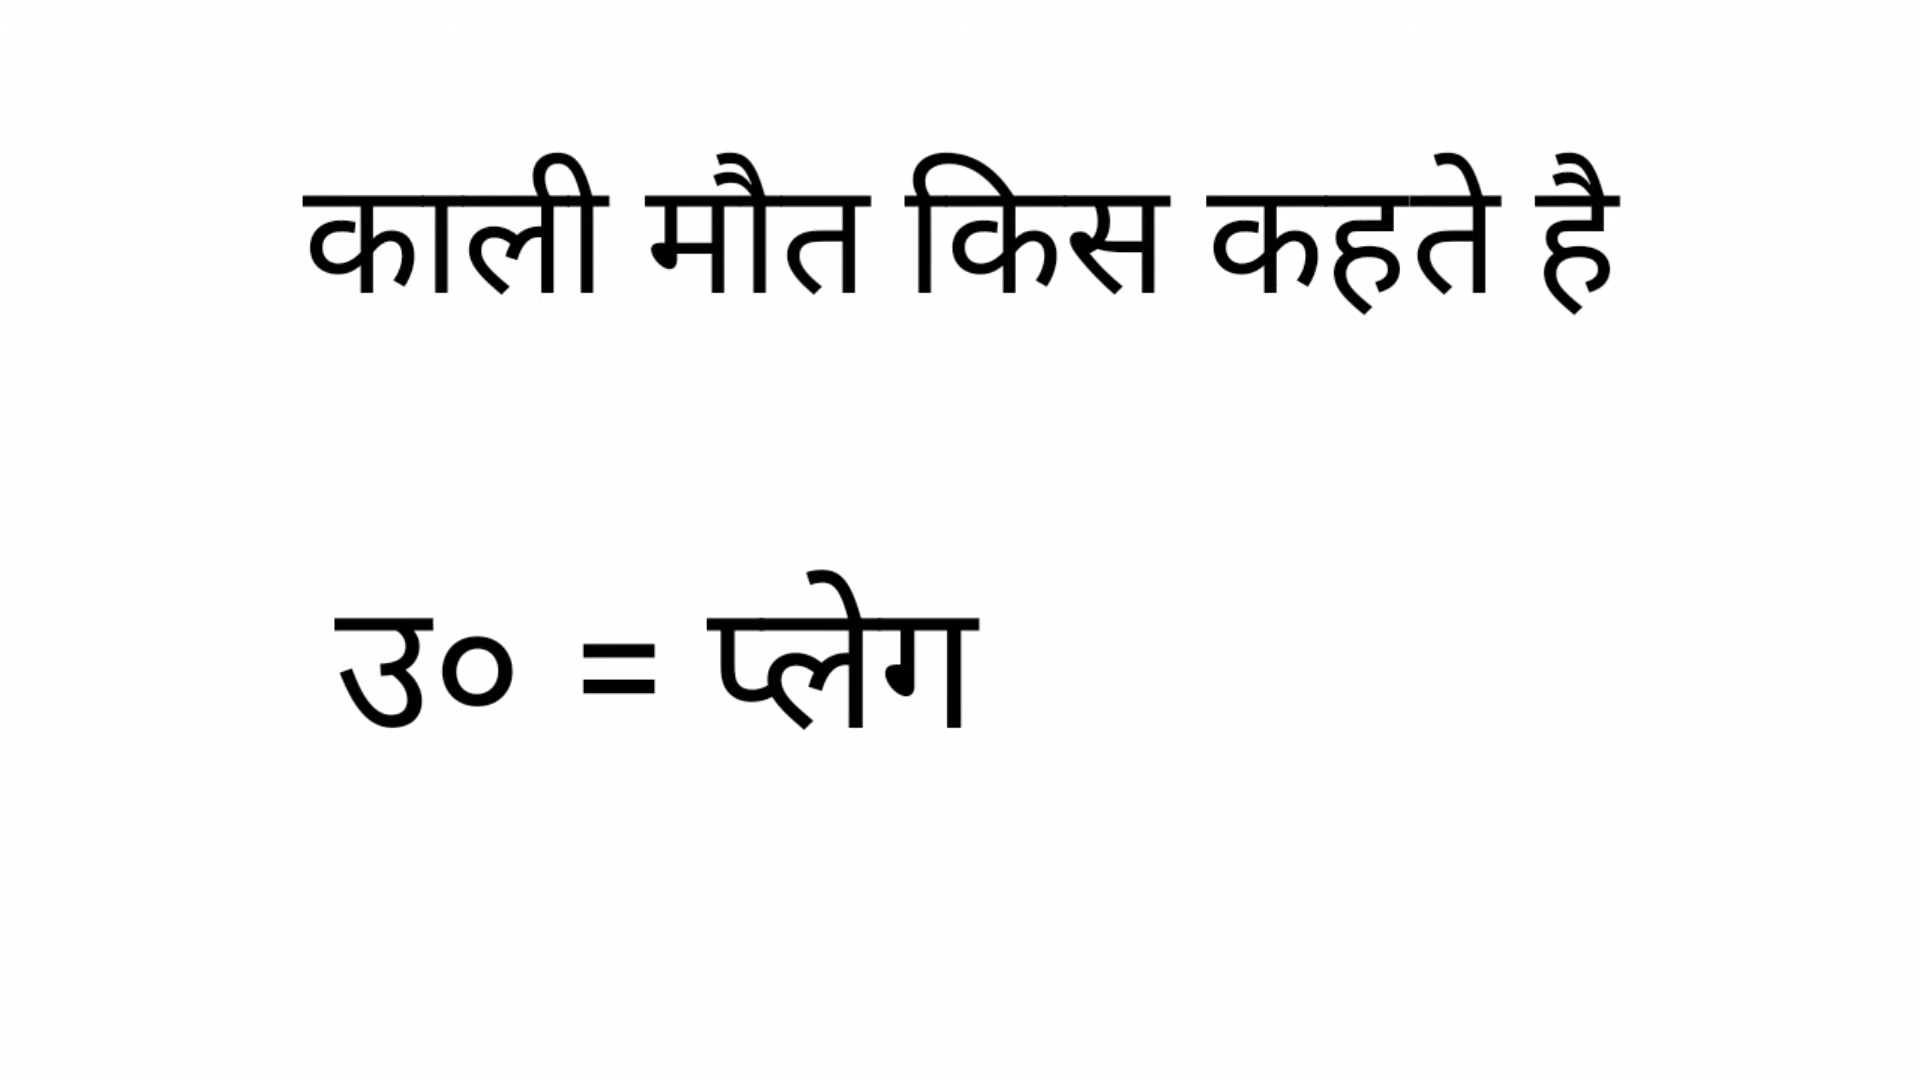 काली मौत किस कहते है
उ० = प्लेग